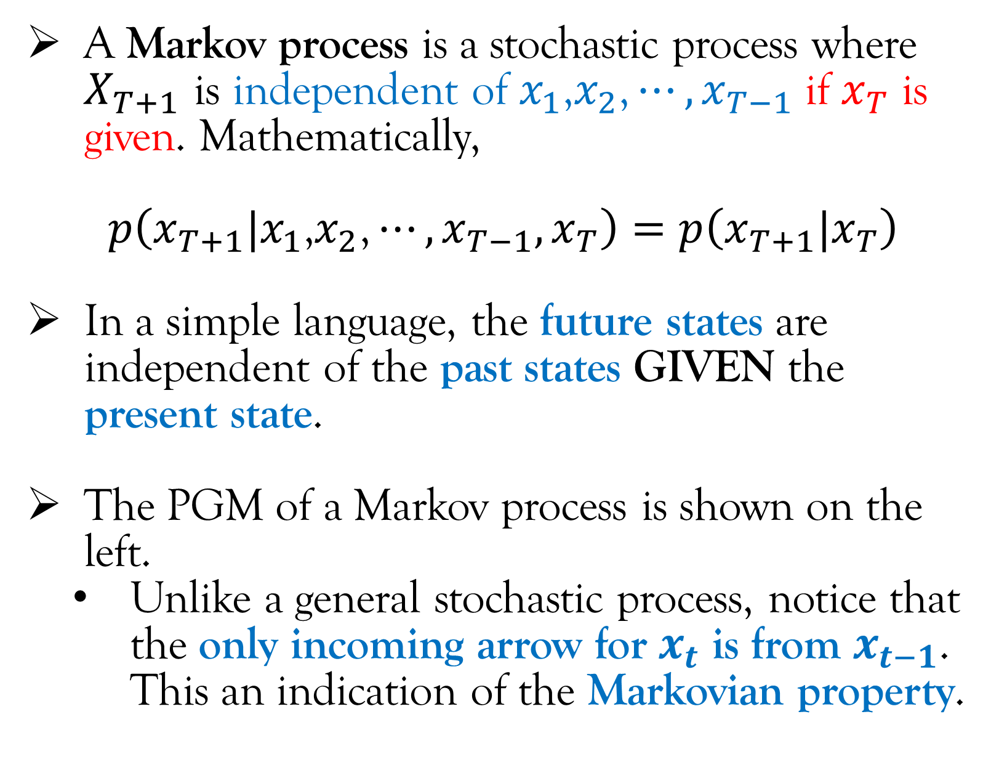 ➢ A Markov process is a stochastic process where
X_{T+1} is independent of x_1,x_2, ⋯ , x_{T−1} if x_T is
given. Mathematically,
p(x_{T+1}|x_1,x_2, ⋯ , x_{T−1}, x_T) = p(x_{T+1}|x_T)
➢ In a simple language, the future states are
independent of the past states GIVEN the
present state.
➢ The PGM of a Markov process is shown on the
left.
• Unlike a general stochastic process, notice that
the only incoming arrow for x_t is from x_{t−1}.
This an indication of the Markovian property.